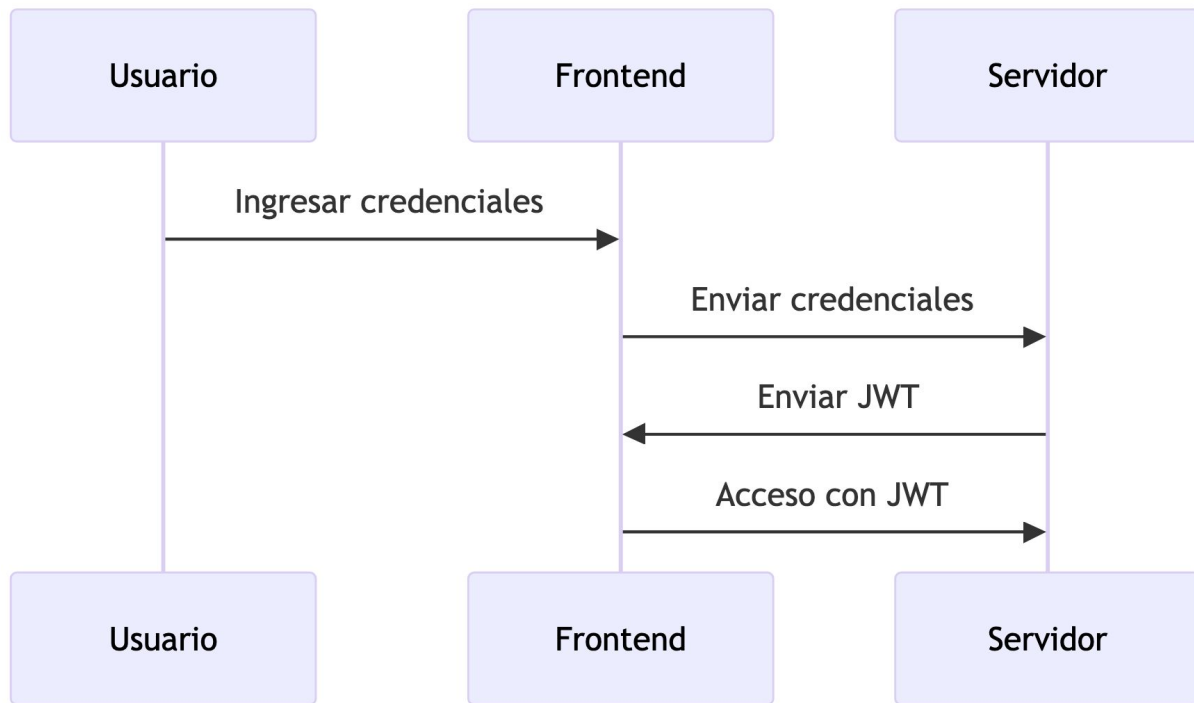 Usuario
Frontend
Servidor
Ingresar credenciales
Enviar credenciales
Enviar JWT
Acceso con JWT
Usuario
Frontend
Servidor